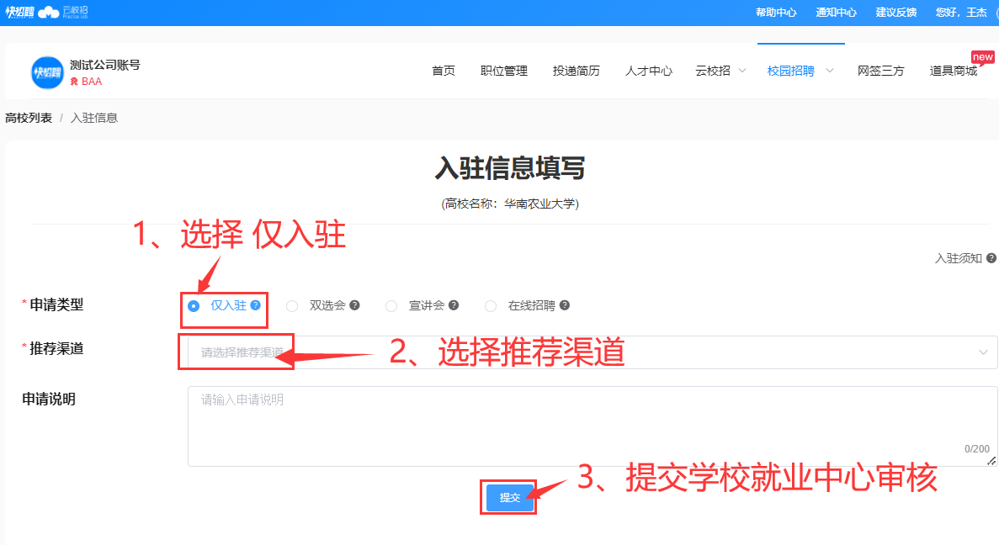 快招聘 云校招
帮助中心 通知中心 建议反馈 您好，王杰
快招聘 测试公司账号
BAA
首页 职位管理 投递简历 人才中心 云校招 校园招聘 网签三方 道具商城 new
高校列表 / 入驻信息
入驻信息填写
(高校名称：华南农业大学)
1、选择 仅入驻
入驻须知 ?
*申请类型 仅入驻 ? 双选会 ? 宣讲会 ? 在线招聘 ?
*推荐渠道 请选择推荐渠道 2、选择推荐渠道
申请说明 请输入申请说明
0/200
3、提交学校就业中心审核
提交